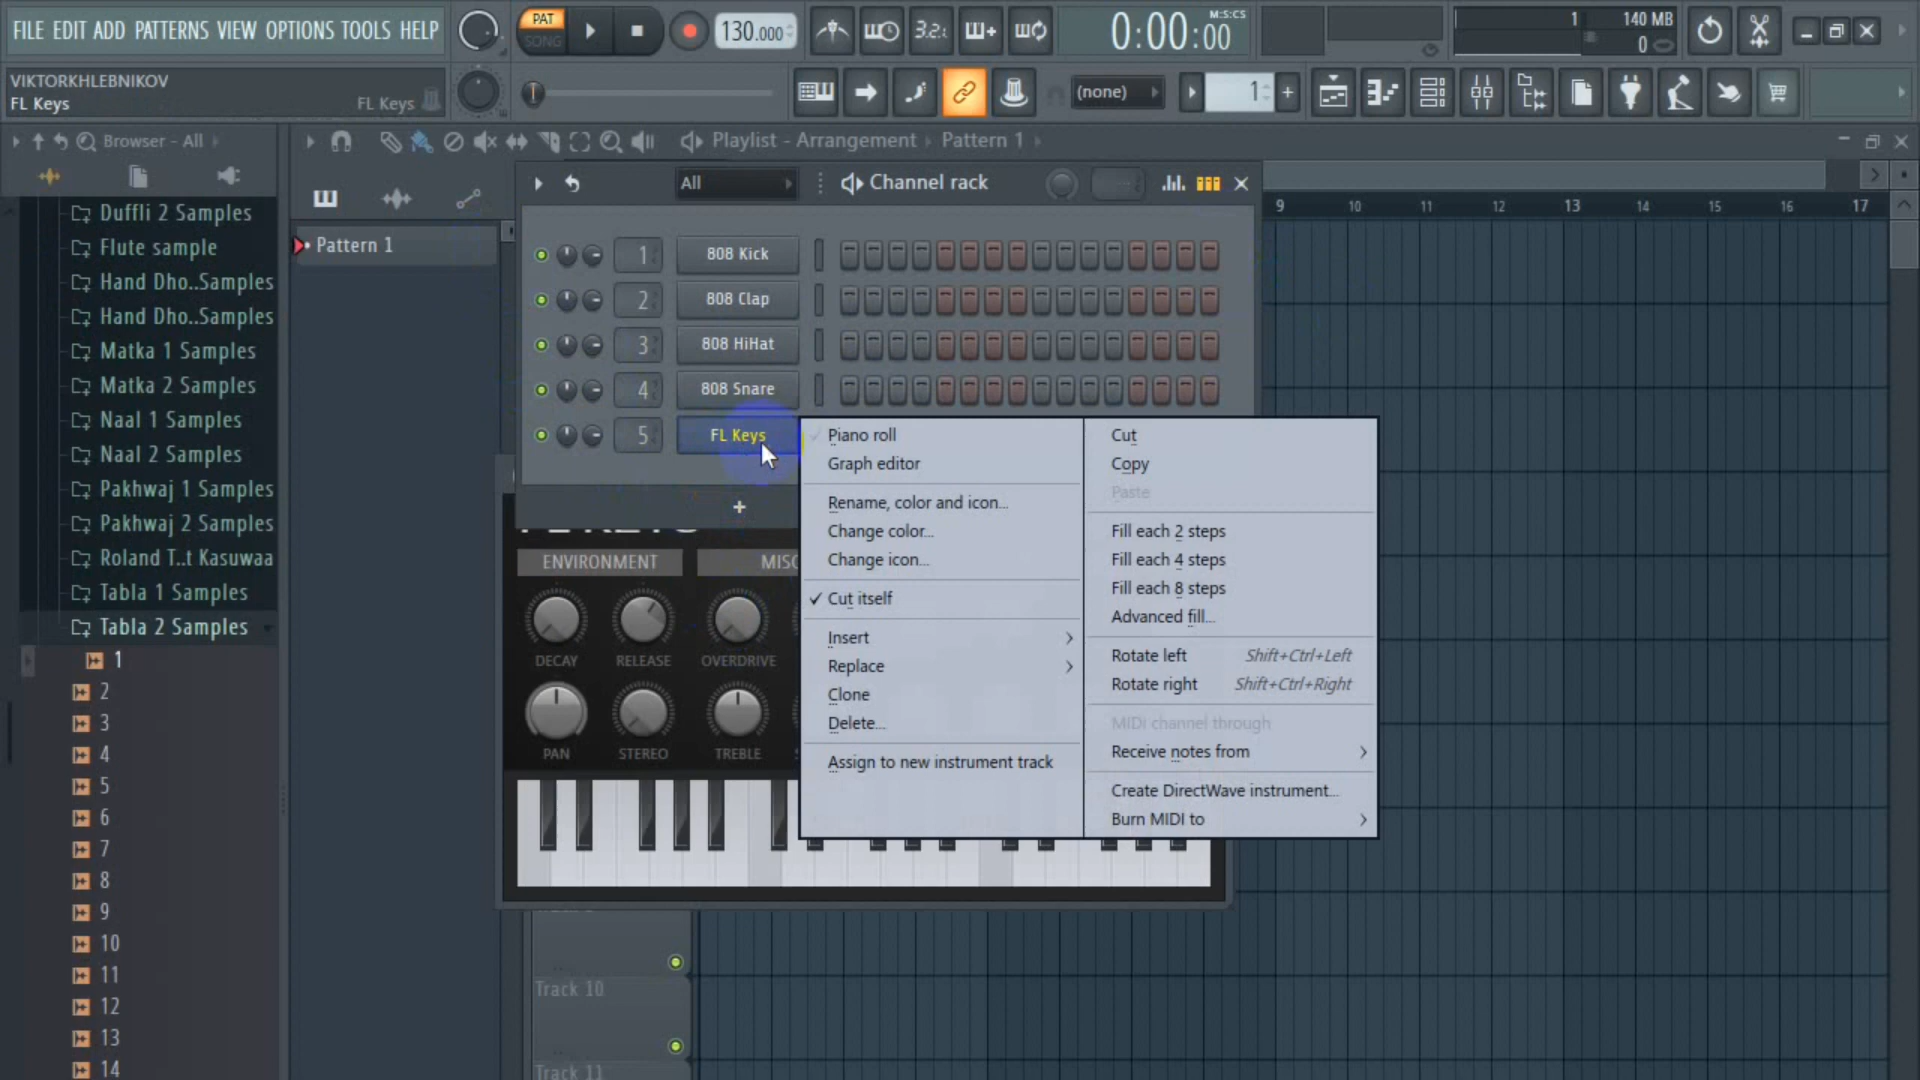 FILE EDIT ADD PATTERNS VIEW OPTIONS TOOLS HELP
PAT
SONG
130.000
3.2
M:S:CS
0:00:00
1
140 MB
0
VIKTORKHLEBNIKOV
FL Keys
FL Keys
(none)
1
+
Browser - All
Playlist - Arrangement
Pattern 1
All
Channel rack
9 10 11 12 13 14 15 16 17
Pattern 1
Duffli 2 Samples
Flute sample
Hand Dho..Samples
Hand Dho..Samples
Matka 1 Samples
Matka 2 Samples
Naal 1 Samples
Naal 2 Samples
Pakhwaj 1 Samples
Pakhwaj 2 Samples
Roland T..t Kasuwaa
Tabla 1 Samples
Tabla 2 Samples
1
2
3
4
5
6
7
8
9
10
11
12
13
14
1 808 Kick
2 808 Clap
3 808 HiHat
4 808 Snare
5 FL Keys
+
Piano roll
Graph editor
Rename, color and icon...
Change color...
Change icon...
Cut itself
Insert
Replace
Clone
Delete...
Assign to new instrument track
Cut
Copy
Paste
Fill each 2 steps
Fill each 4 steps
Fill each 8 steps
Advanced fill...
Rotate left Shift+Ctrl+Left
Rotate right Shift+Ctrl+Right
MIDI channel through
Receive notes from
Create DirectWave instrument...
Burn MIDI to
ENVIRONMENT
DECAY RELEASE OVERDRIVE
PAN STEREO TREBLE
Track 10
Track 11